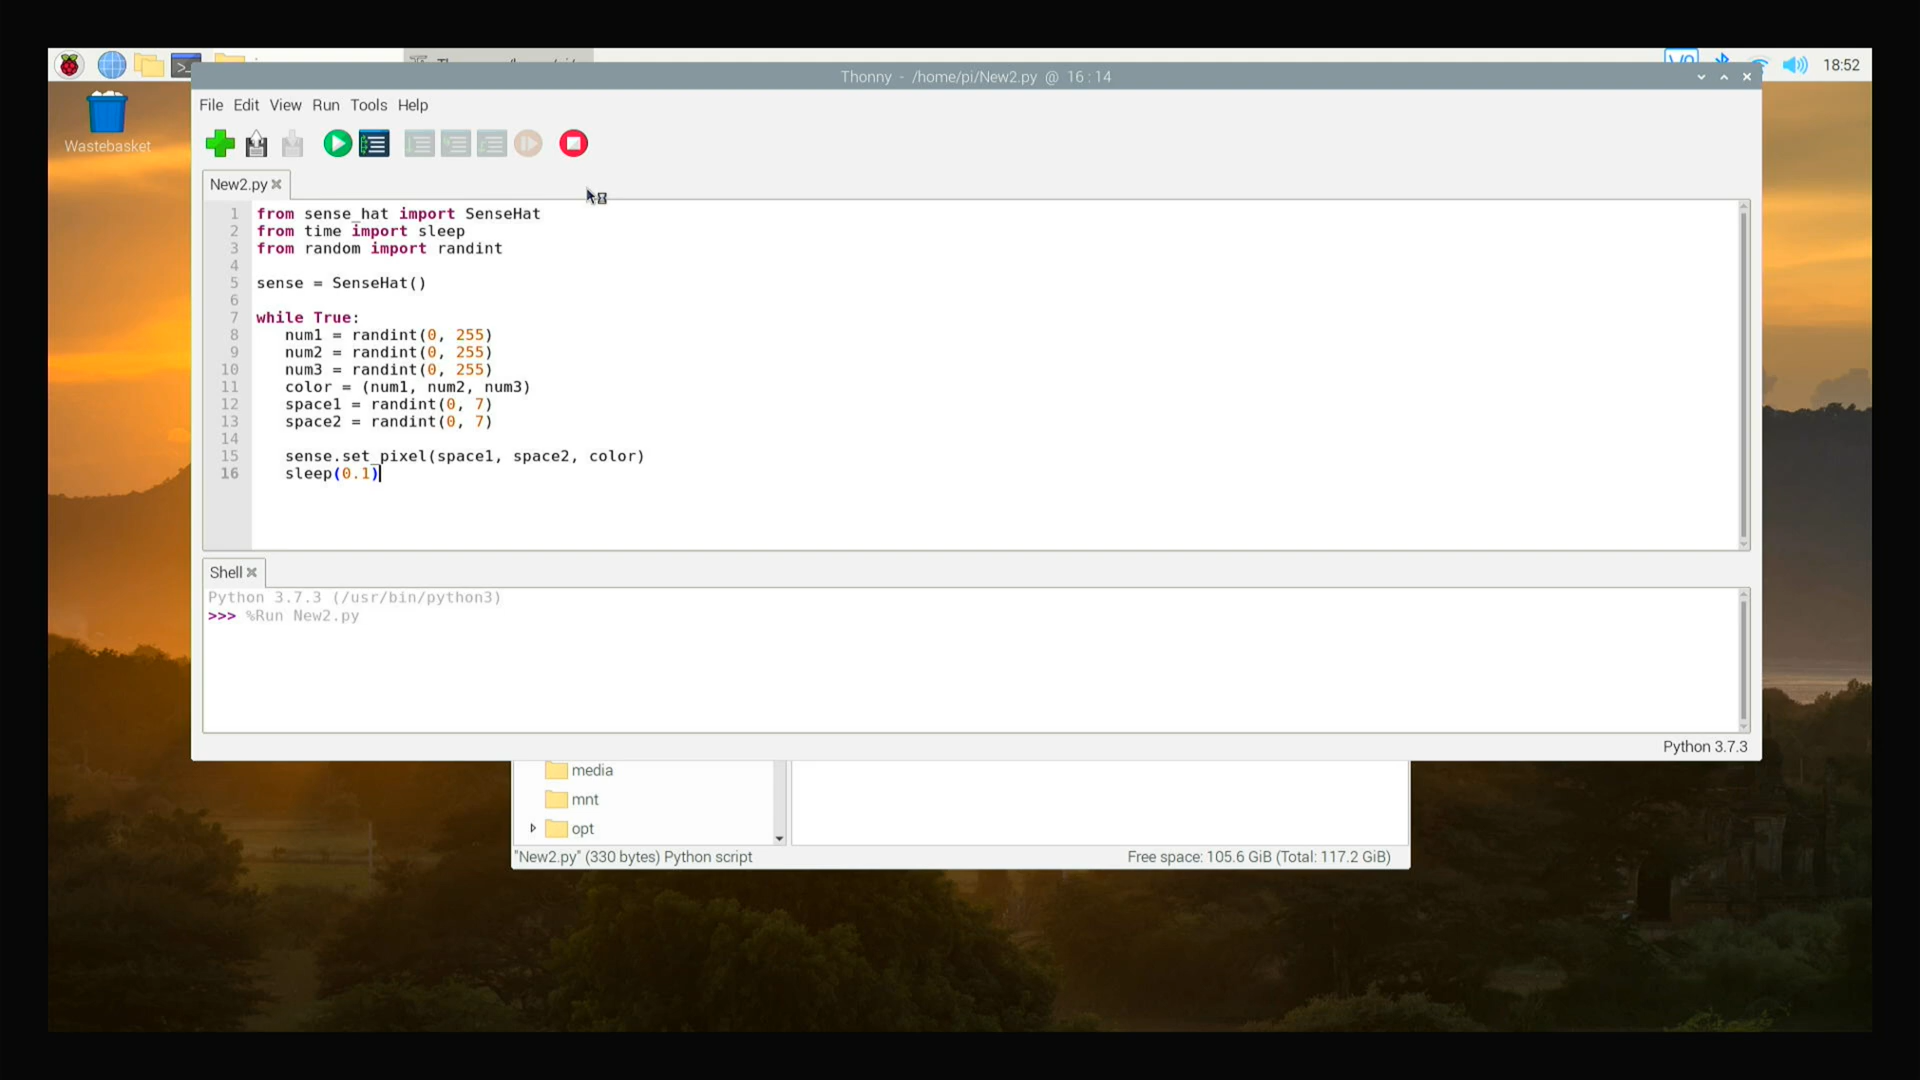 18:52
Thonny - /home/pi/New2.py @ 16:14
File Edit View Run Tools Help
Wastebasket
New2.py
1 from sense_hat import SenseHat
2 from time import sleep
3 from random import randint
4
5 sense = SenseHat()
6
7 while True:
8 num1 = randint(0, 255)
9 num2 = randint(0, 255)
10 num3 = randint(0, 255)
11 color = (num1, num2, num3)
12 space1 = randint(0, 7)
13 space2 = randint(0, 7)
14
15 sense.set_pixel(space1, space2, color)
16 sleep(0.1)
Shell
Python 3.7.3 (/usr/bin/python3)
>>> %Run New2.py
Python 3.7.3
media
mnt
opt
"New2.py" (330 bytes) Python script
Free space: 105.6 GiB (Total: 117.2 GiB)